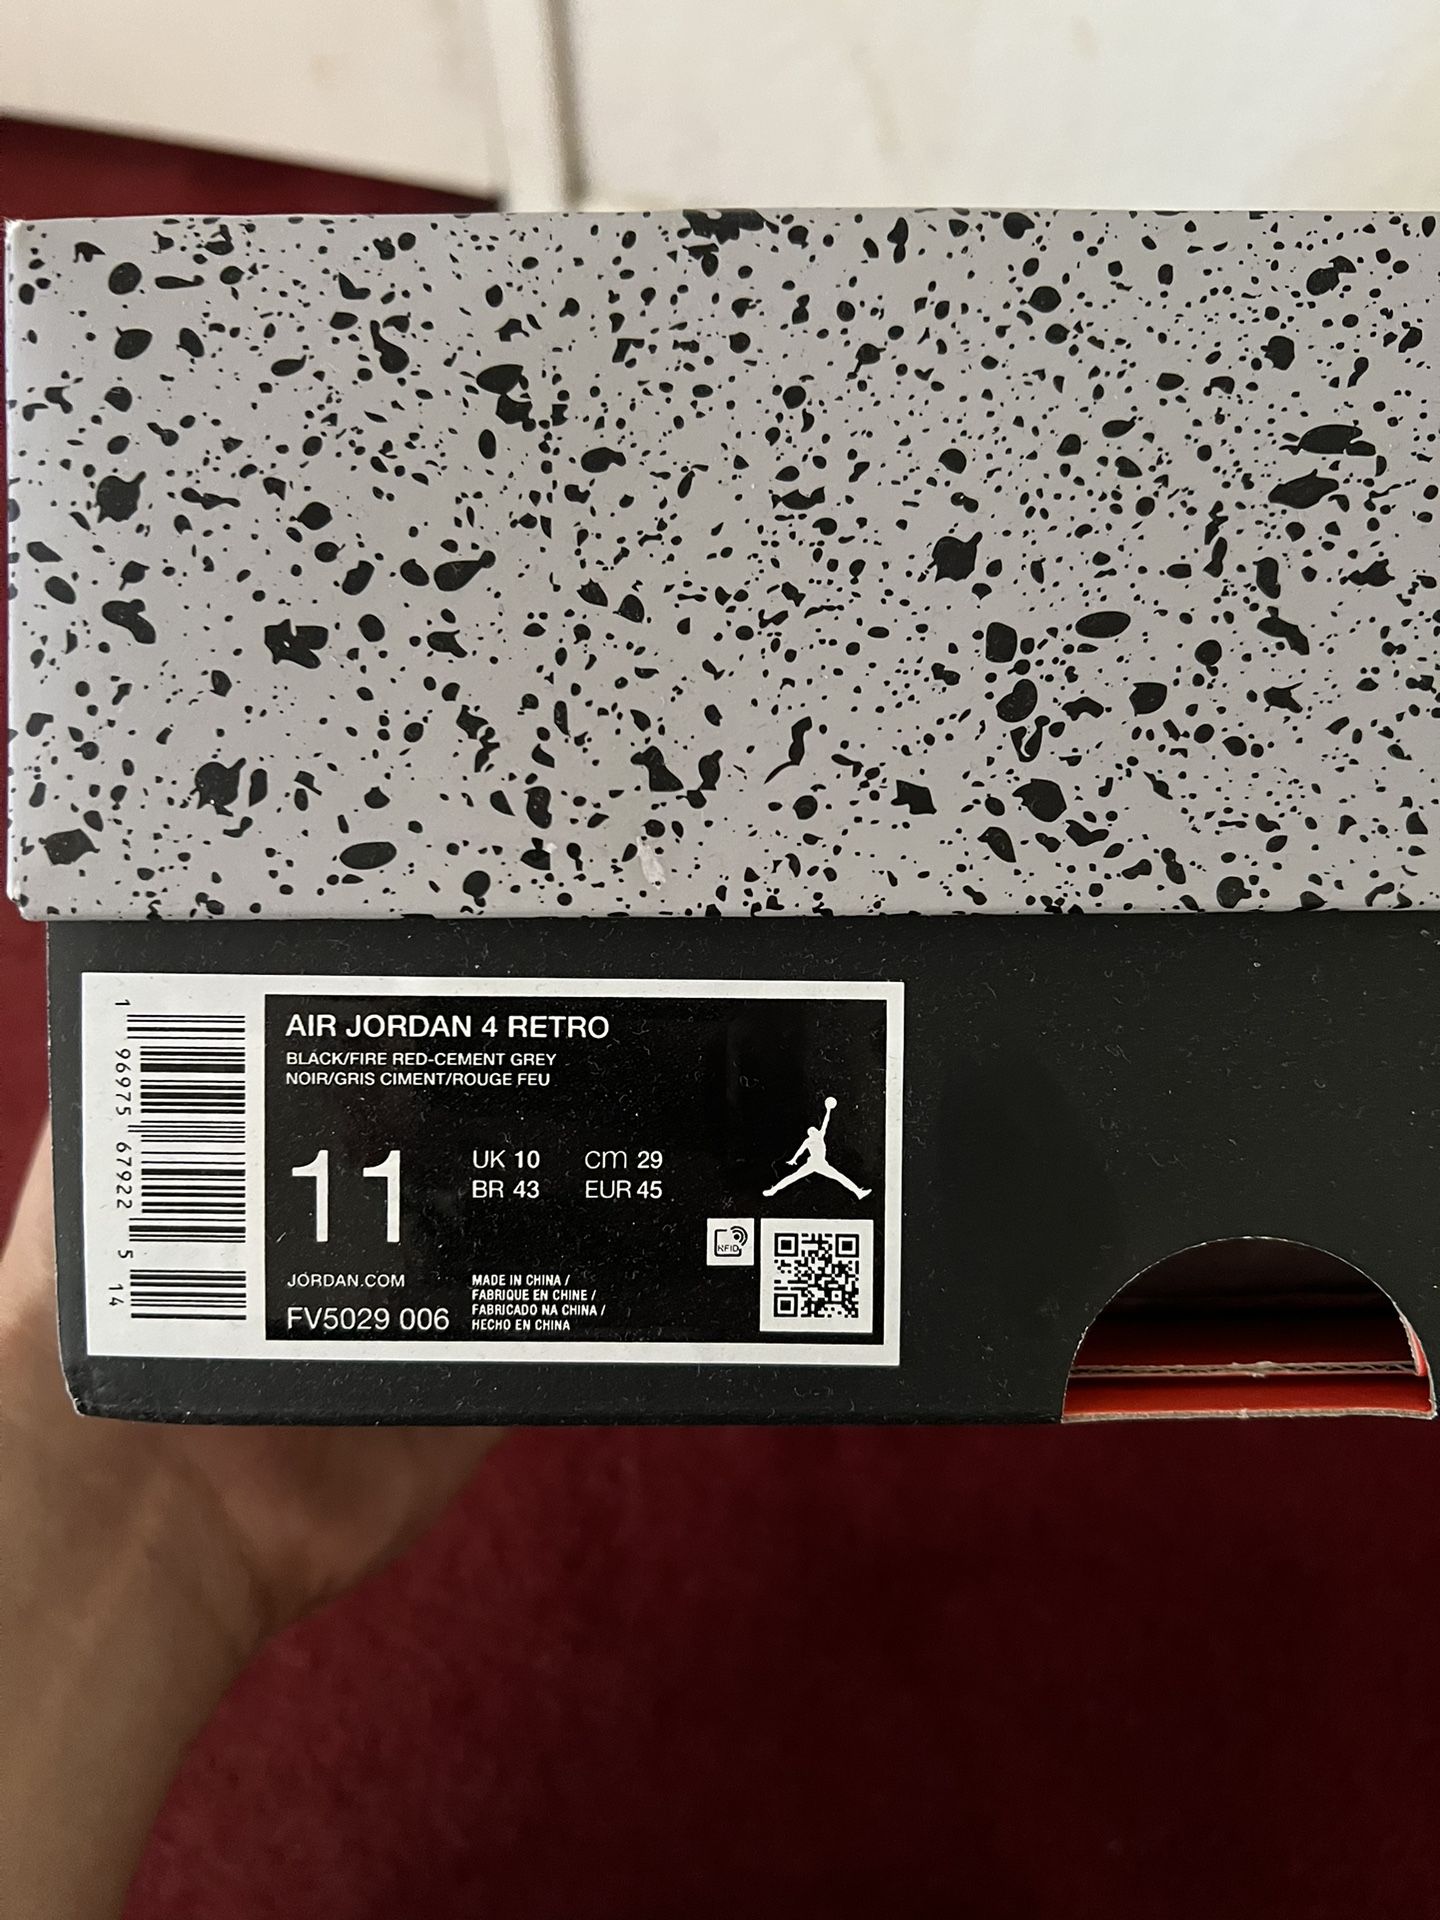 AIR JORDAN 4 RETRO
BLACK/FIRE RED-CEMENT GREY
NOIR/GRIS CIMENT/ROUGE FEU
11
UK 10 cm 29
BR 43 EUR 45
RFID
JORDAN.COM
FV5029 006
MADE IN CHINA /
FABRIQUE EN CHINE /
FABRICADO NA CHINA /
HECHO EN CHINA
1 96975 67922 5 14